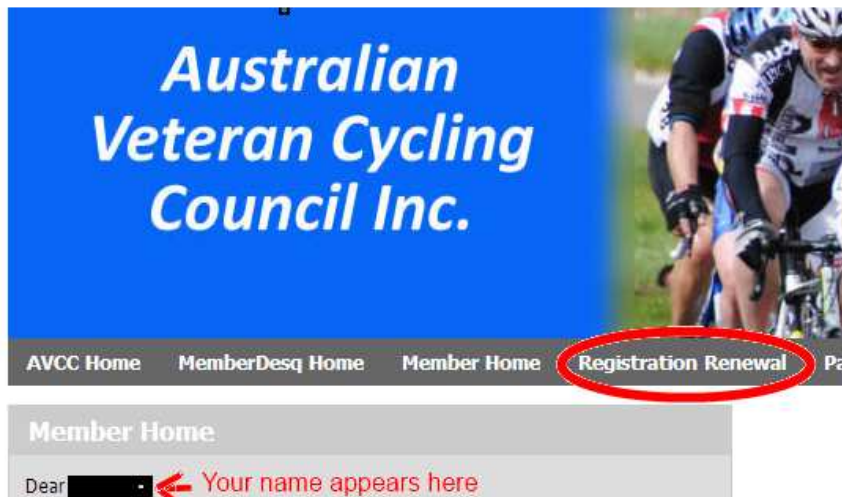 Australian
Veteran Cycling
Council Inc.
AVCC Home MemberDesq Home Member Home Registration Renewal Pa
Member Home
Dear Your name appears here